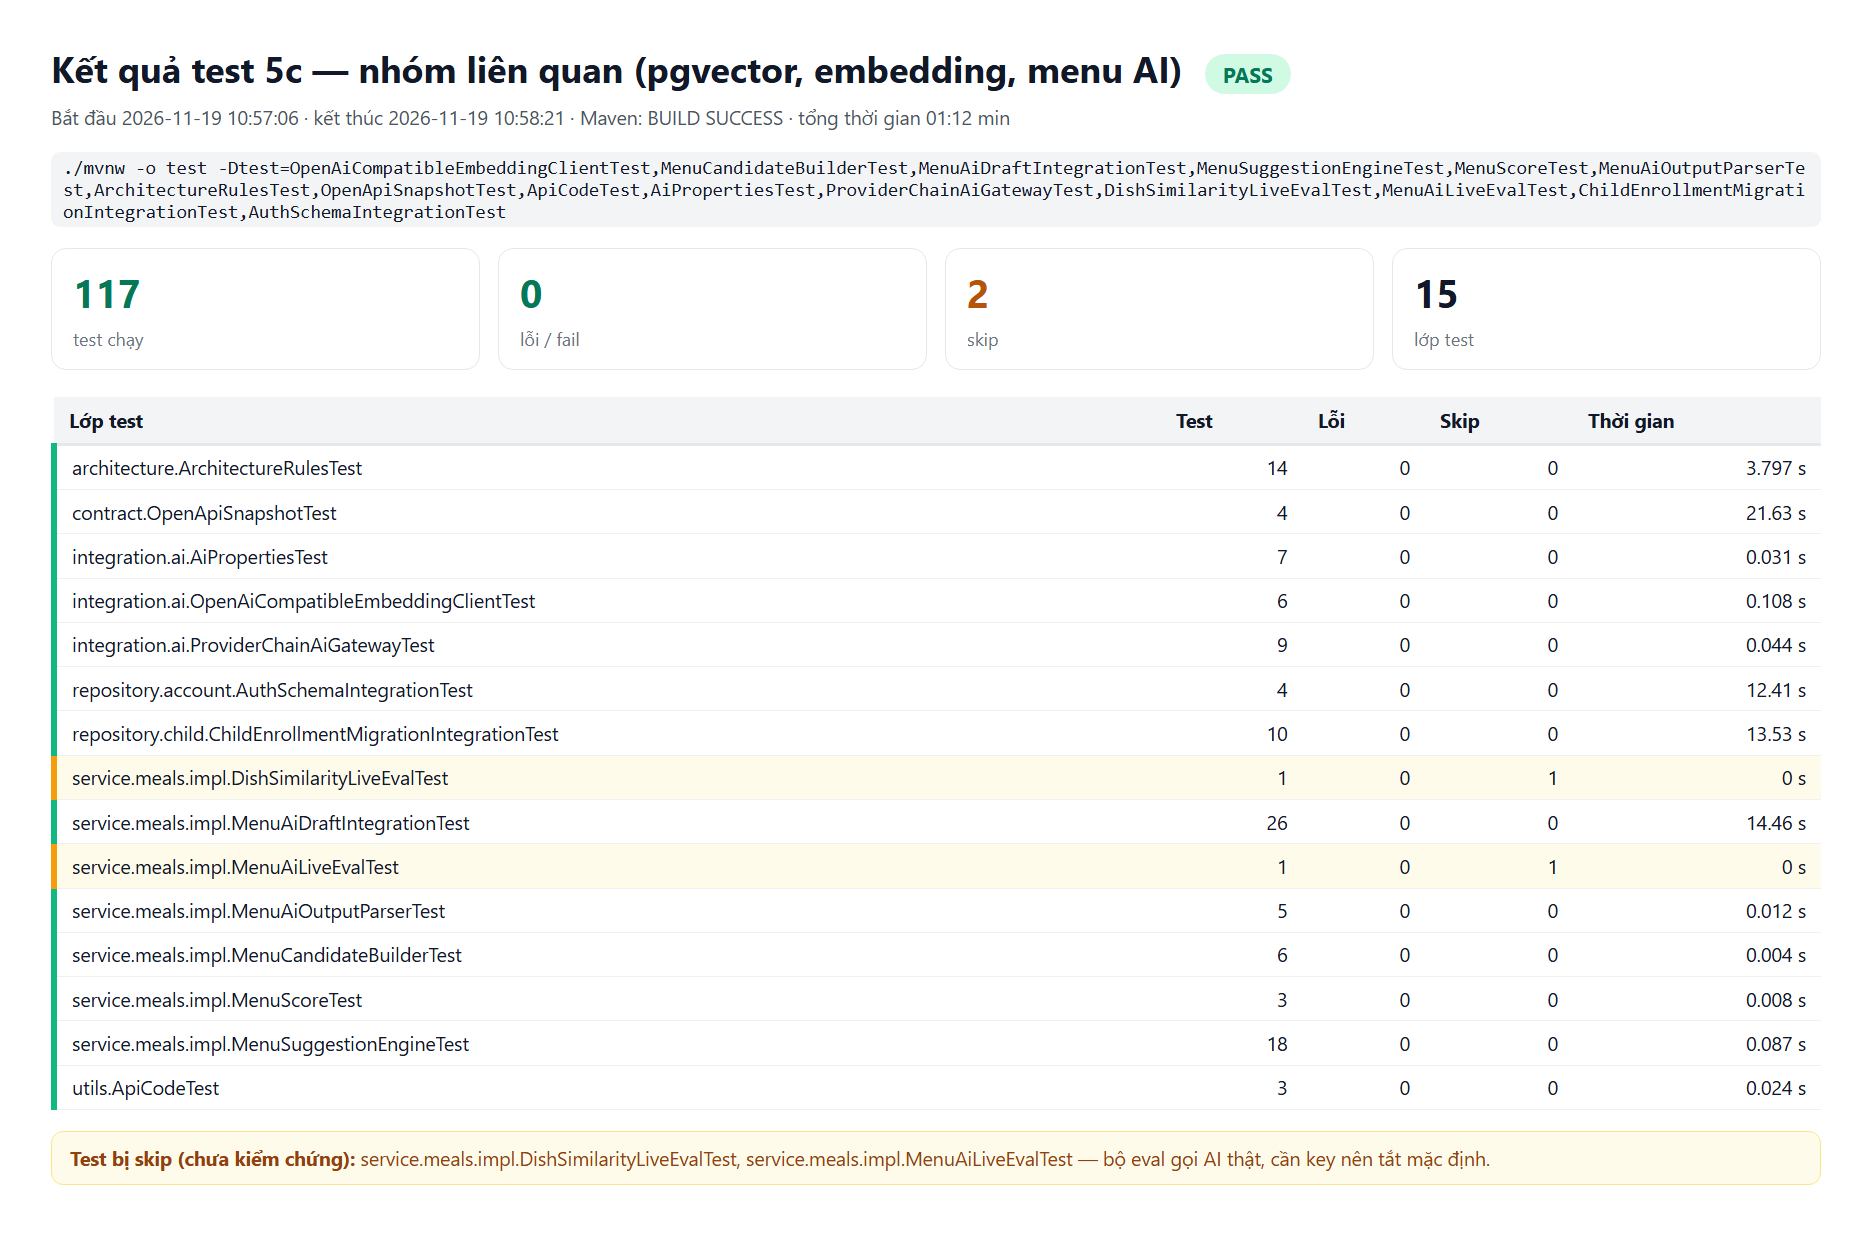 Kết quả test 5c — nhóm liên quan (pgvector, embedding, menu AI) PASS
Bắt đầu 2026-11-19 10:57:06 · kết thúc 2026-11-19 10:58:21 · Maven: BUILD SUCCESS · tổng thời gian 01:12 min
./mvnw -o test -Dtest=OpenAiCompatibleEmbeddingClientTest,MenuCandidateBuilderTest,MenuAiDraftIntegrationTest,MenuSuggestionEngineTest,MenuScoreTest,MenuAiOutputParserTe
st,ArchitectureRulesTest,OpenApiSnapshotTest,ApiCodeTest,AiPropertiesTest,ProviderChainAiGatewayTest,DishSimilarityLiveEvalTest,MenuAiLiveEvalTest,ChildEnrollmentMigrati
onIntegrationTest,AuthSchemaIntegrationTest
117 0 2 15
test chạy lỗi / fail skip lớp test
Lớp test Test Lỗi Skip Thời gian
architecture.ArchitectureRulesTest 14 0 0 3.797 s
contract.OpenApiSnapshotTest 4 0 0 21.63 s
integration.ai.AiPropertiesTest 7 0 0 0.031 s
integration.ai.OpenAiCompatibleEmbeddingClientTest 6 0 0 0.108 s
integration.ai.ProviderChainAiGatewayTest 9 0 0 0.044 s
repository.account.AuthSchemaIntegrationTest 4 0 0 12.41 s
repository.child.ChildEnrollmentMigrationIntegrationTest 10 0 0 13.53 s
service.meals.impl.DishSimilarityLiveEvalTest 1 0 1 0 s
service.meals.impl.MenuAiDraftIntegrationTest 26 0 0 14.46 s
service.meals.impl.MenuAiLiveEvalTest 1 0 1 0 s
service.meals.impl.MenuAiOutputParserTest 5 0 0 0.012 s
service.meals.impl.MenuCandidateBuilderTest 6 0 0 0.004 s
service.meals.impl.MenuScoreTest 3 0 0 0.008 s
service.meals.impl.MenuSuggestionEngineTest 18 0 0 0.087 s
utils.ApiCodeTest 3 0 0 0.024 s
Test bị skip (chưa kiểm chứng): service.meals.impl.DishSimilarityLiveEvalTest, service.meals.impl.MenuAiLiveEvalTest — bộ eval gọi AI thật, cần key nên tắt mặc định.